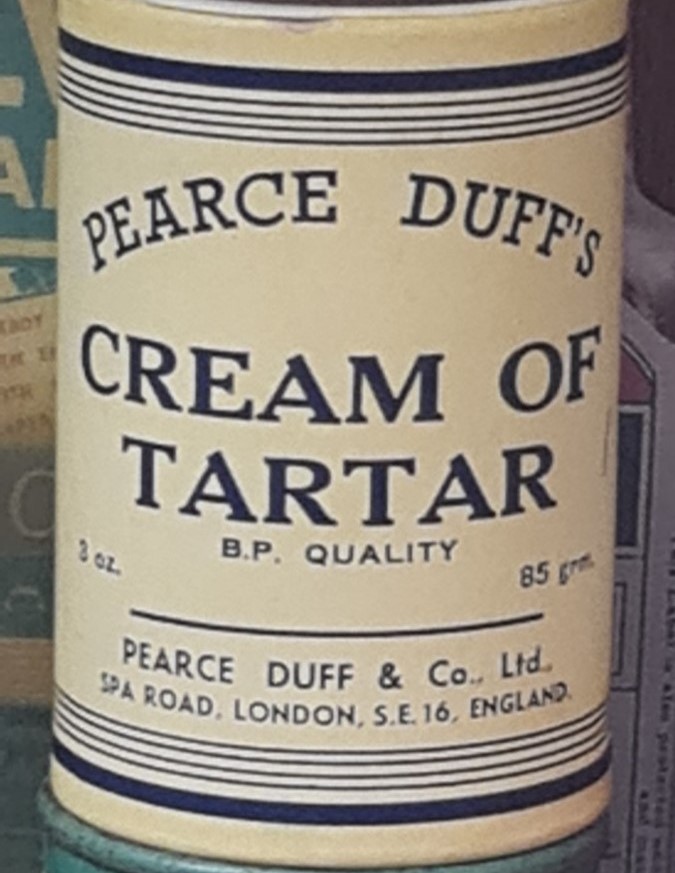 PEARCE DUFF'S
CREAM OF
TARTAR
B.P. QUALITY
3 oz. 85 grm.
PEARCE DUFF & Co., Ltd.,
SPA ROAD, LONDON, S.E.16, ENGLAND.